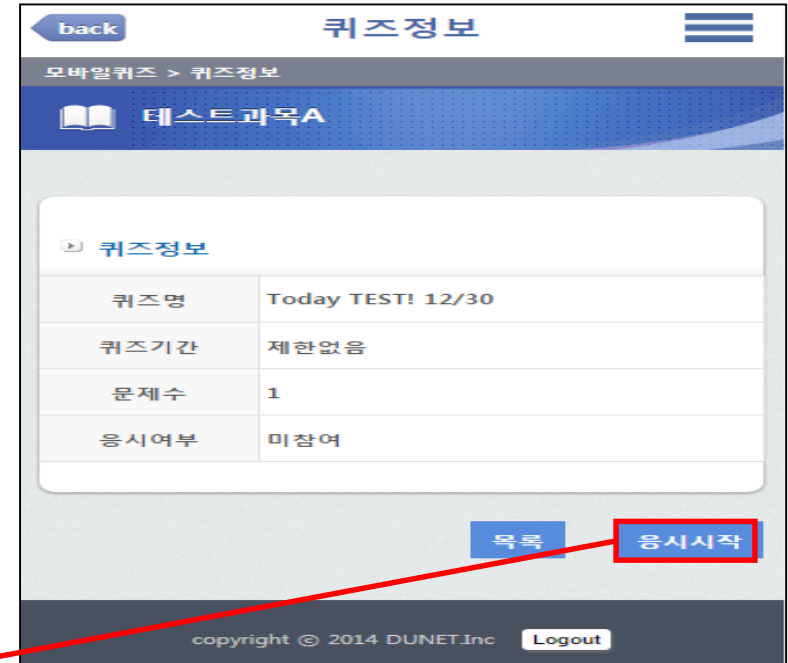 back 퀴즈정보
모바일퀴즈 > 퀴즈정보
테스트과목A
퀴즈정보
퀴즈명 Today TEST! 12/30
퀴즈기간 제한없음
문제수 1
응시여부 미참여
목록 응시시작
copyright ⓒ 2014 DUNET.Inc Logout